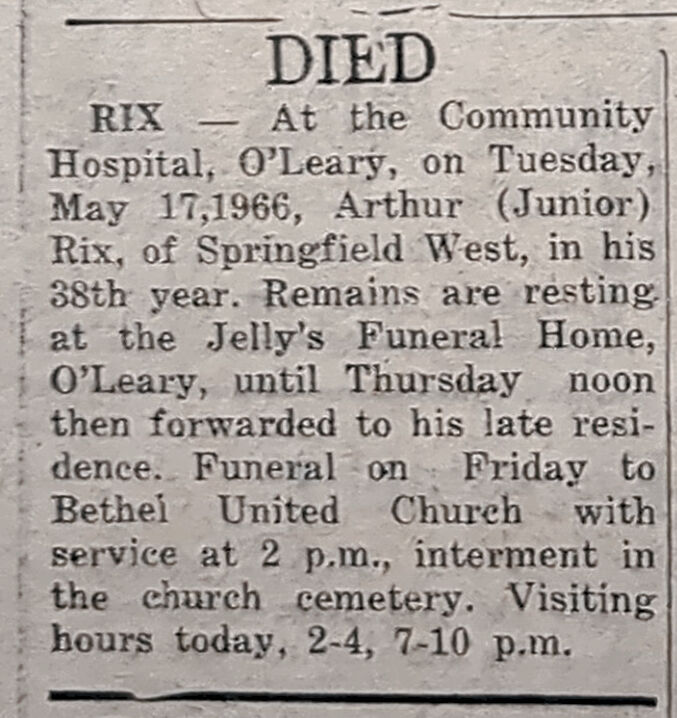 DIED
RIX — At the Community
Hospital, O'Leary, on Tuesday,
May 17,1966, Arthur (Junior)
Rix, of Springfield West, in his
38th year. Remains are resting
at the Jelly's Funeral Home,
O'Leary, until Thursday noon
then forwarded to his late resi-
dence. Funeral on Friday to
Bethel United Church with
service at 2 p.m., interment in
the church cemetery. Visiting
hours today, 2-4, 7-10 p.m.